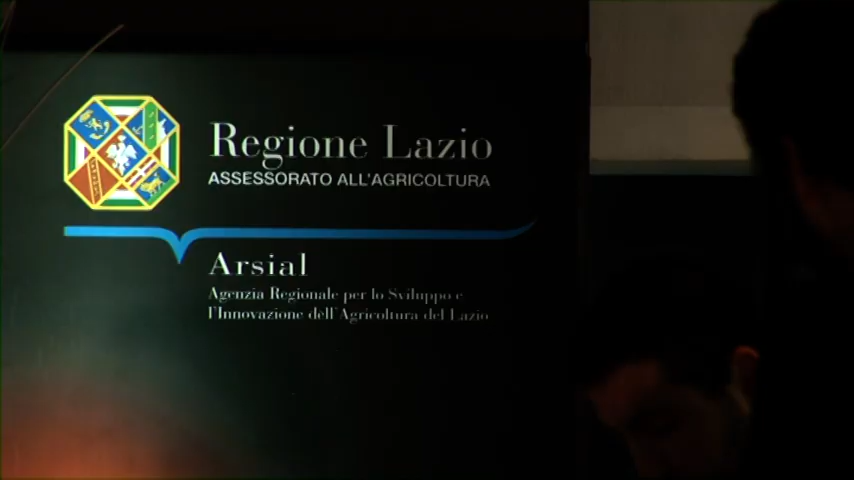 Regione Lazio
ASSESSORATO ALL'AGRICOLTURA
Arsial
Agenzia Regionale per lo Sviluppo e
l'Innovazione dell'Agricoltura del Lazio